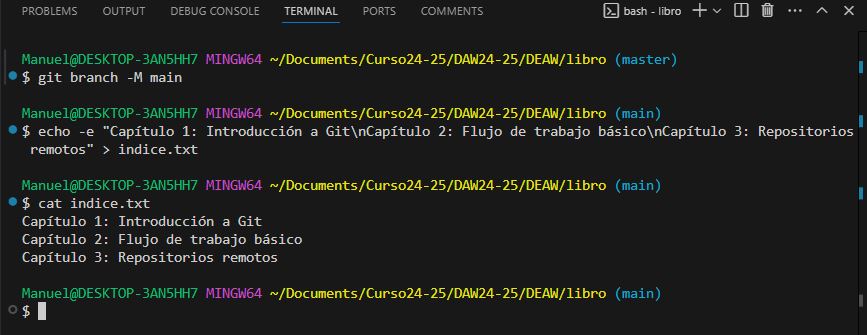 PROBLEMS OUTPUT DEBUG CONSOLE TERMINAL PORTS COMMENTS bash - libro
Manuel@DESKTOP-3AN5HH7 MINGW64 ~/Documents/Curso24-25/DAW24-25/DEAW/libro (master)
$ git branch -M main
Manuel@DESKTOP-3AN5HH7 MINGW64 ~/Documents/Curso24-25/DAW24-25/DEAW/libro (main)
$ echo -e "Capítulo 1: Introducción a Git\nCapítulo 2: Flujo de trabajo básico\nCapítulo 3: Repositorios
remotos" > indice.txt
Manuel@DESKTOP-3AN5HH7 MINGW64 ~/Documents/Curso24-25/DAW24-25/DEAW/libro (main)
$ cat indice.txt
Capítulo 1: Introducción a Git
Capítulo 2: Flujo de trabajo básico
Capítulo 3: Repositorios remotos
Manuel@DESKTOP-3AN5HH7 MINGW64 ~/Documents/Curso24-25/DAW24-25/DEAW/libro (main)
$